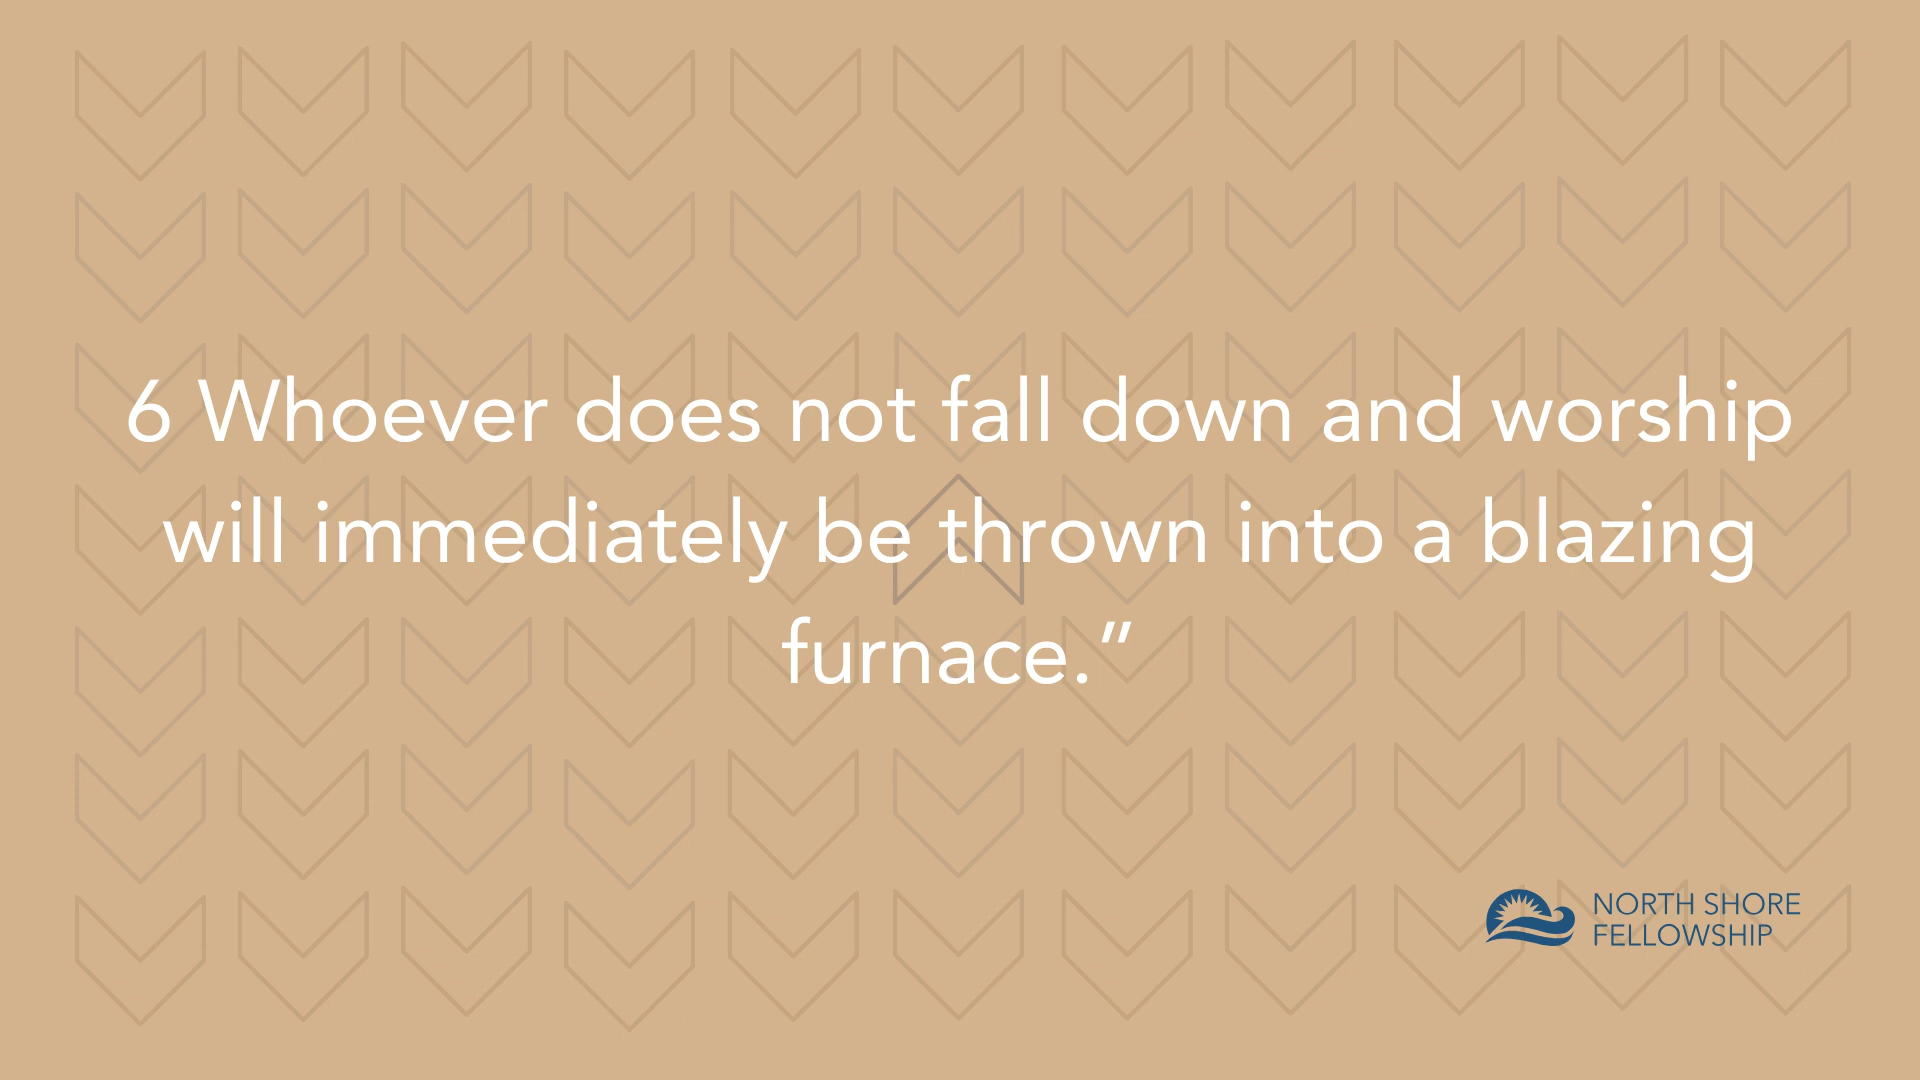 6 Whoever does not fall down and worship
will immediately be thrown into a blazing
furnace.”
NORTH SHORE
FELLOWSHIP